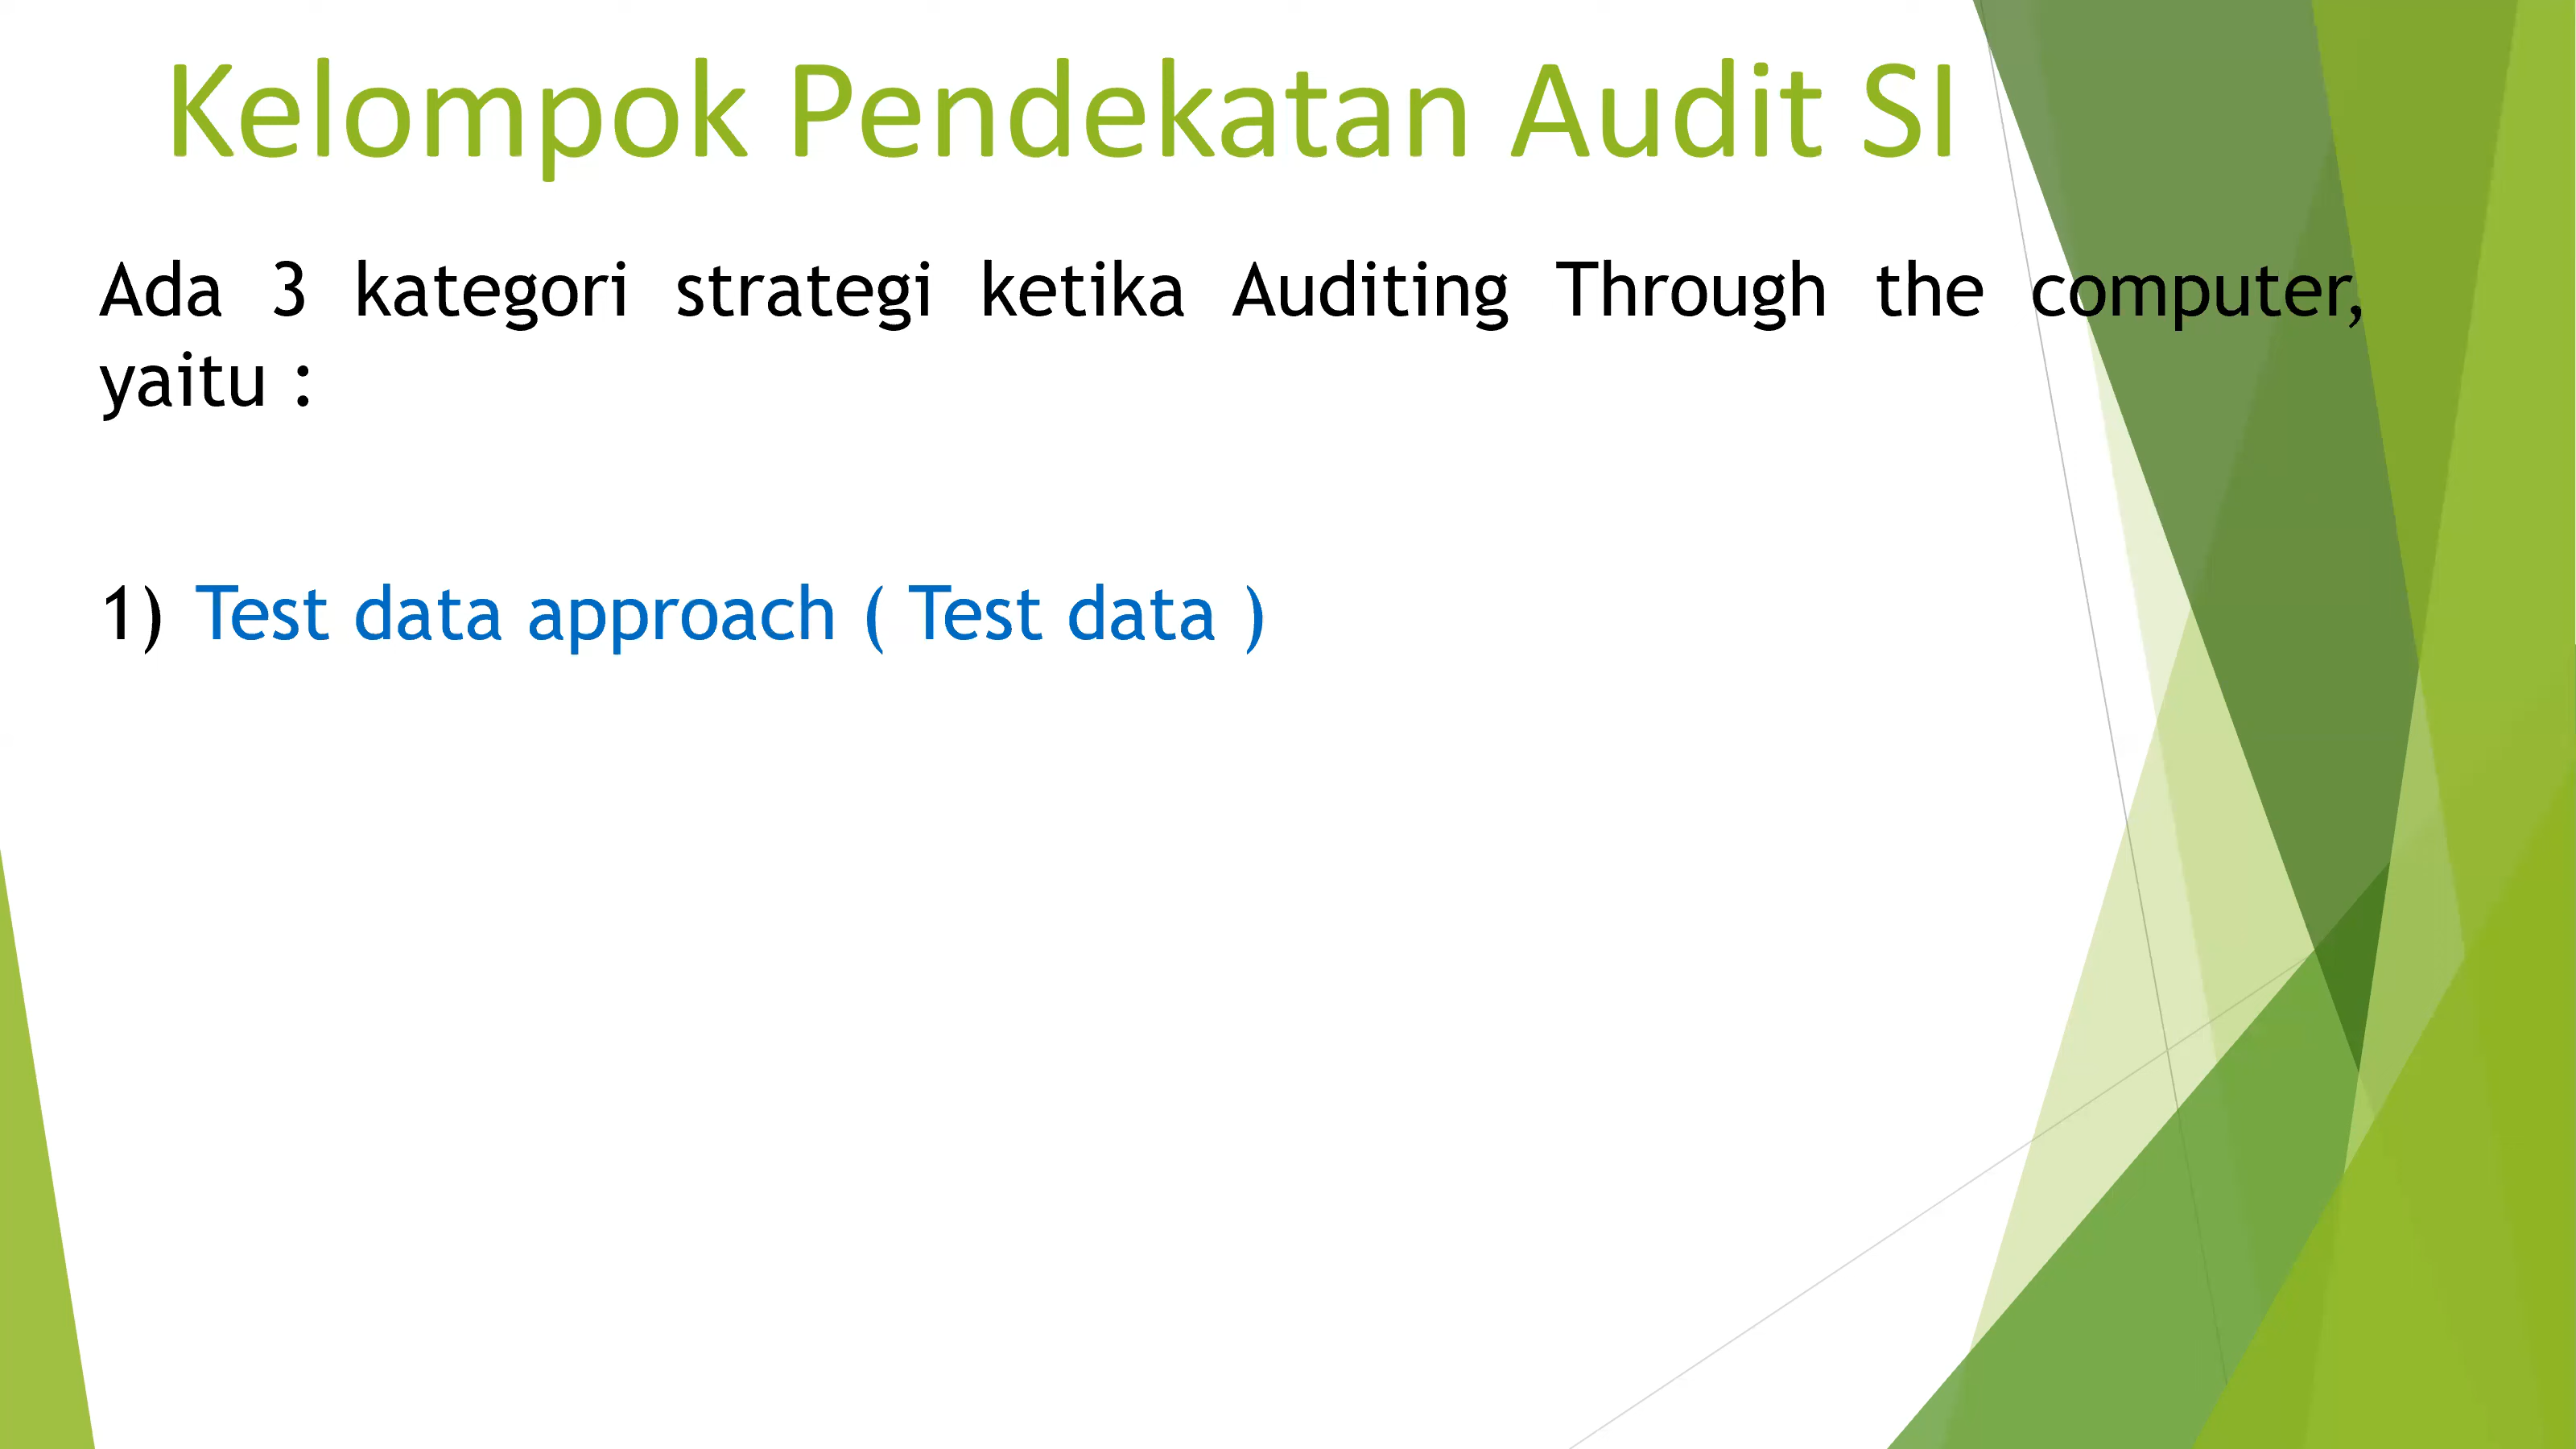 Kelompok Pendekatan Audit SI
Ada 3 kategori strategi ketika Auditing Through the computer,
yaitu :
1) Test data approach ( Test data )